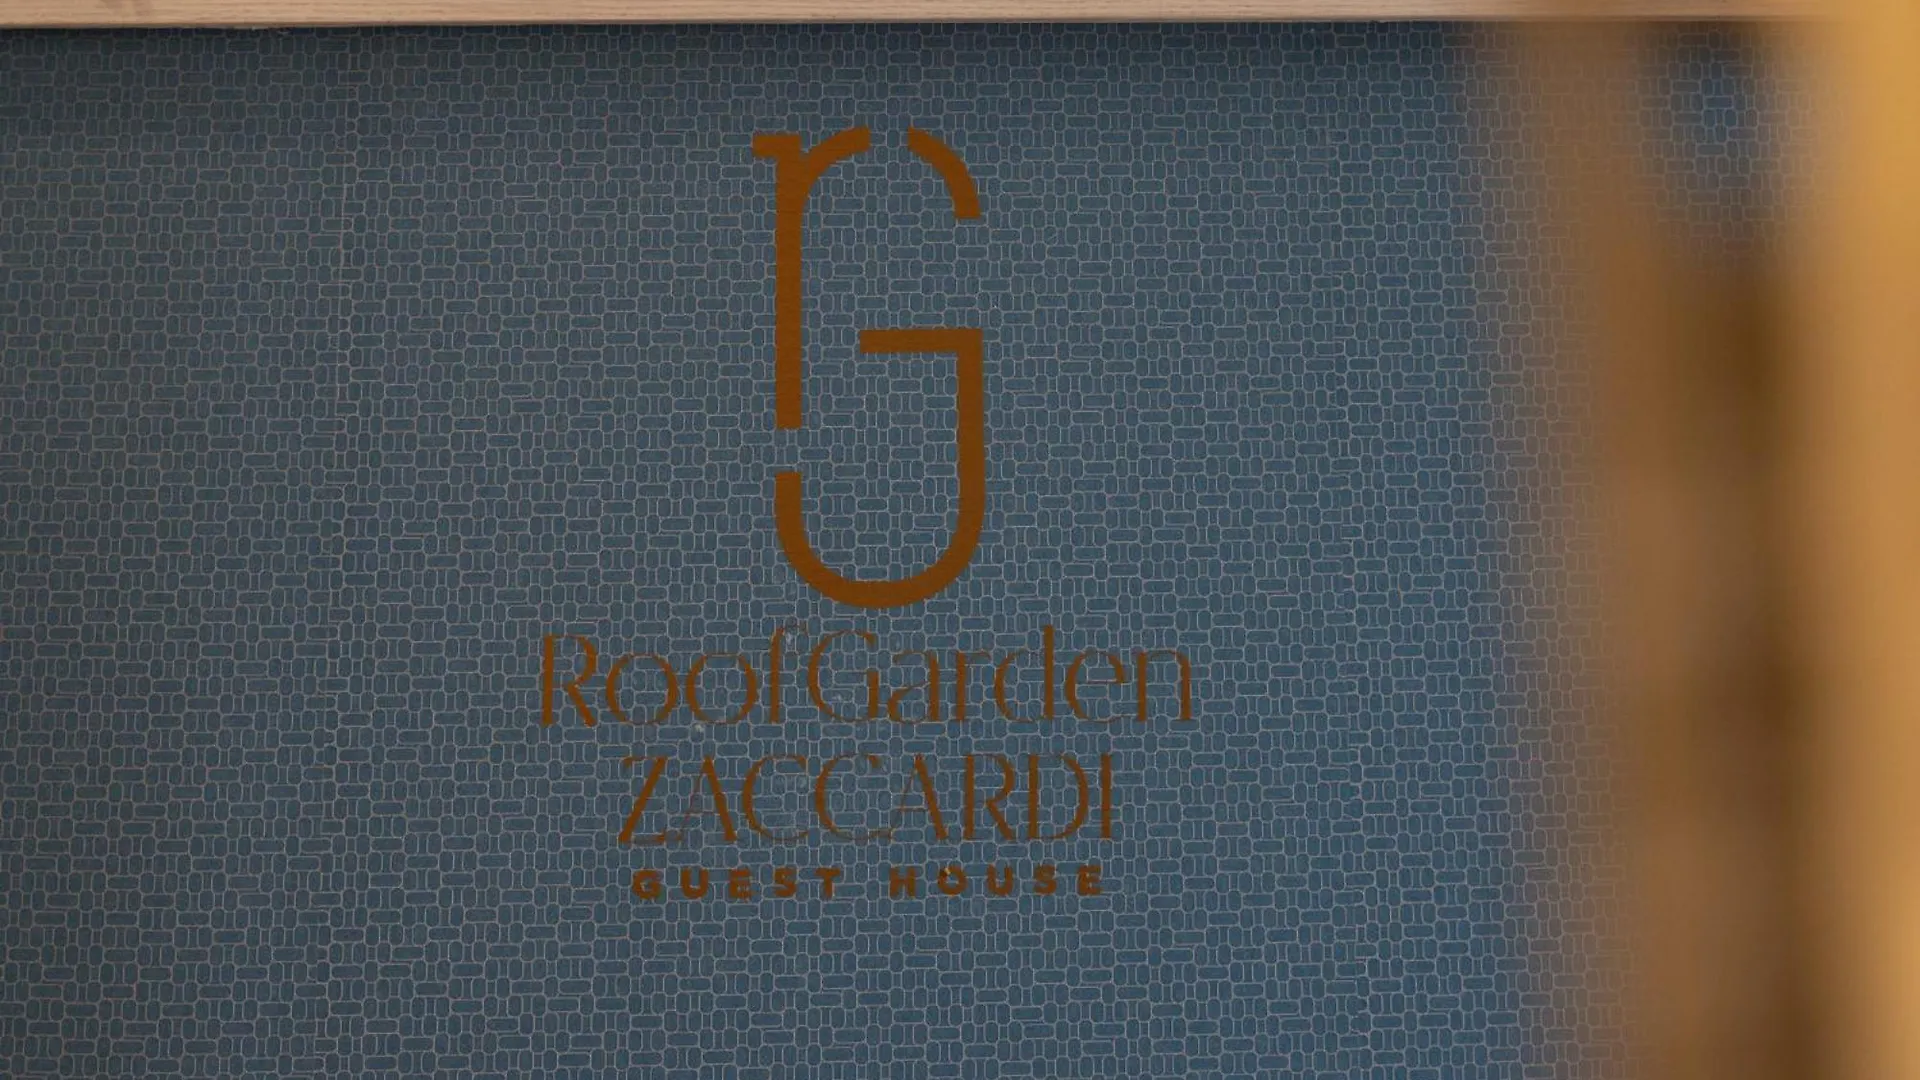 rG
RoofGarden
ZACCARDI
GUEST HOUSE